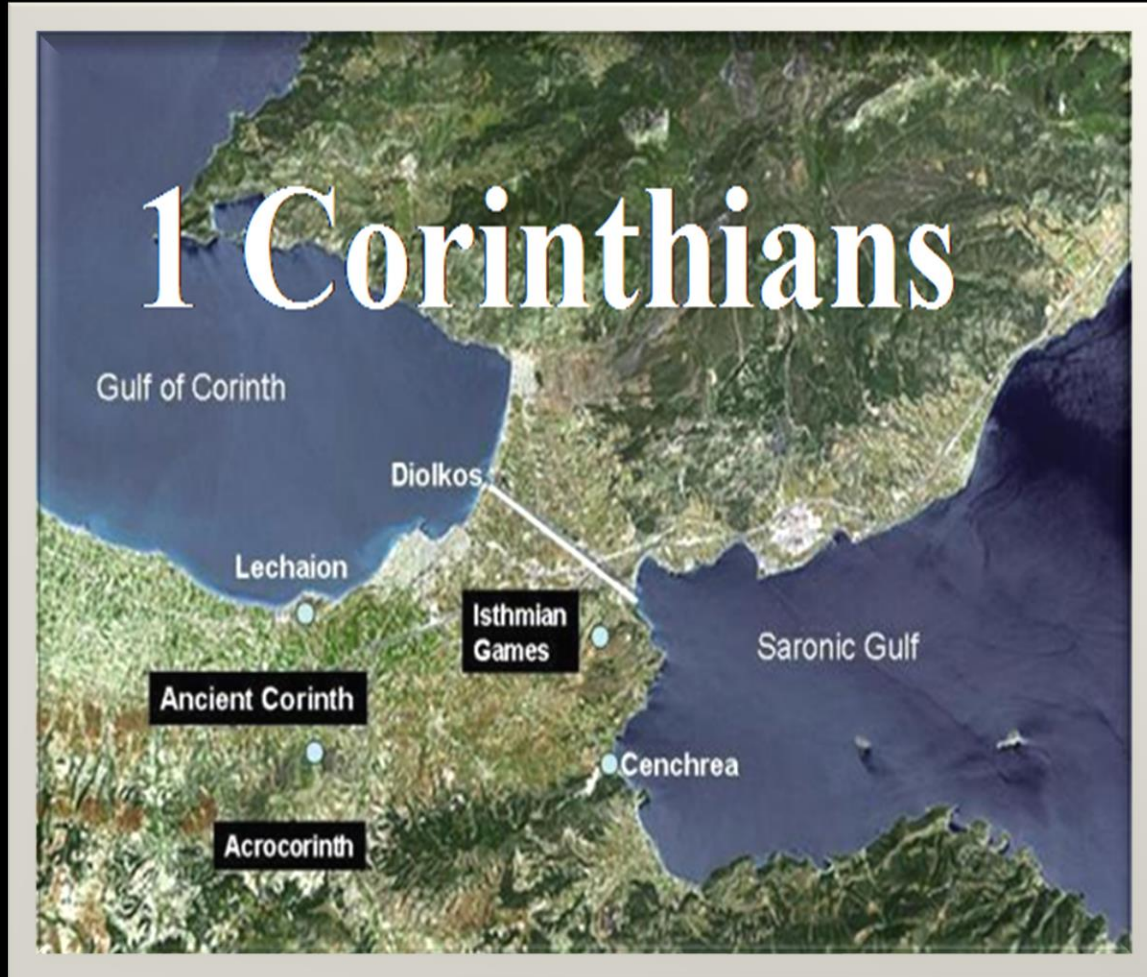 1 Corinthians
Gulf of Corinth
Diolkos
Lechaion
Isthmian
Games
Saronic Gulf
Ancient Corinth
Cenchrea
Acrocorinth